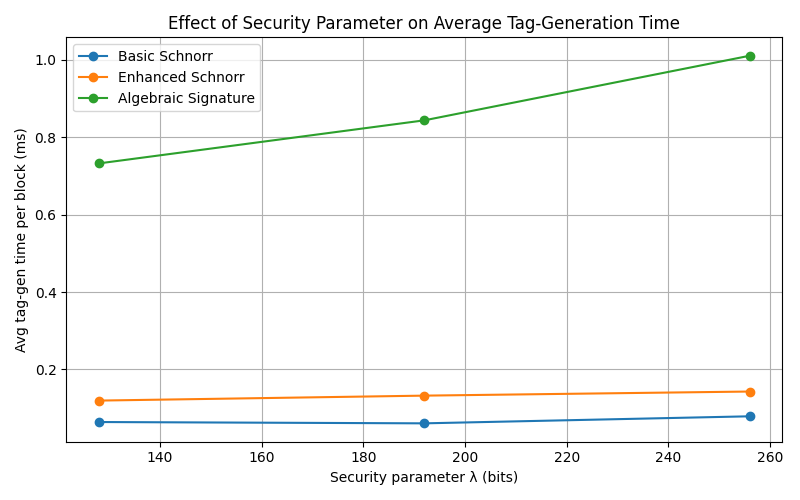 Effect of Security Parameter on Average Tag-Generation Time
Basic Schnorr
Enhanced Schnorr
Algebraic Signature
Avg tag-gen time per block (ms)
1.0
0.8
0.6
0.4
0.2
140 160 180 200 220 240 260
Security parameter λ (bits)